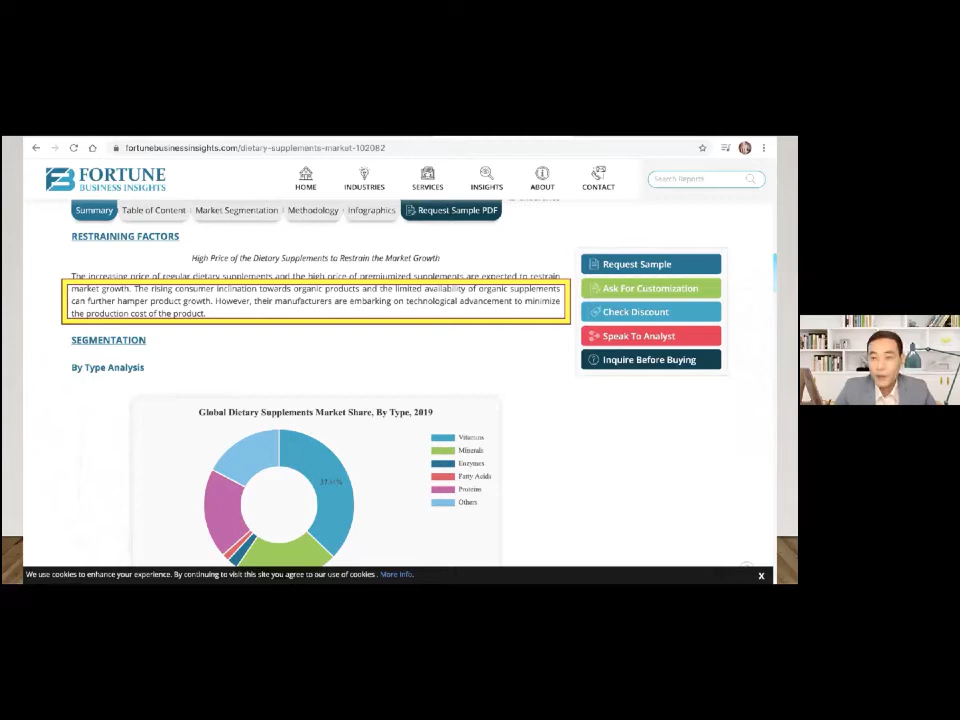 fortunebusinessinsights.com/dietary-supplements-market-102082
FORTUNE
BUSINESS INSIGHTS
HOME
INDUSTRIES
SERVICES
INSIGHTS
ABOUT
CONTACT
Search Reports
Summary
Table of Content
Market Segmentation
Methodology
Infographics
Request Sample PDF
RESTRAINING FACTORS
High Price of the Dietary Supplements to Restrain the Market Growth
The increasing price of regular dietary supplements and the high price of premiumized supplements are expected to restrain
market growth. The rising consumer inclination towards organic products and the limited availability of organic supplements
can further hamper product growth. However, their manufacturers are embarking on technological advancement to minimize
the production cost of the product.
Request Sample
Ask For Customization
Check Discount
Speak To Analyst
Inquire Before Buying
SEGMENTATION
By Type Analysis
Global Dietary Supplements Market Share, By Type, 2019
Vitamins
Minerals
Enzymes
Fatty Acids
Proteins
Others
We use cookies to enhance your experience. By continuing to visit this site you agree to our use of cookies . More info.
X